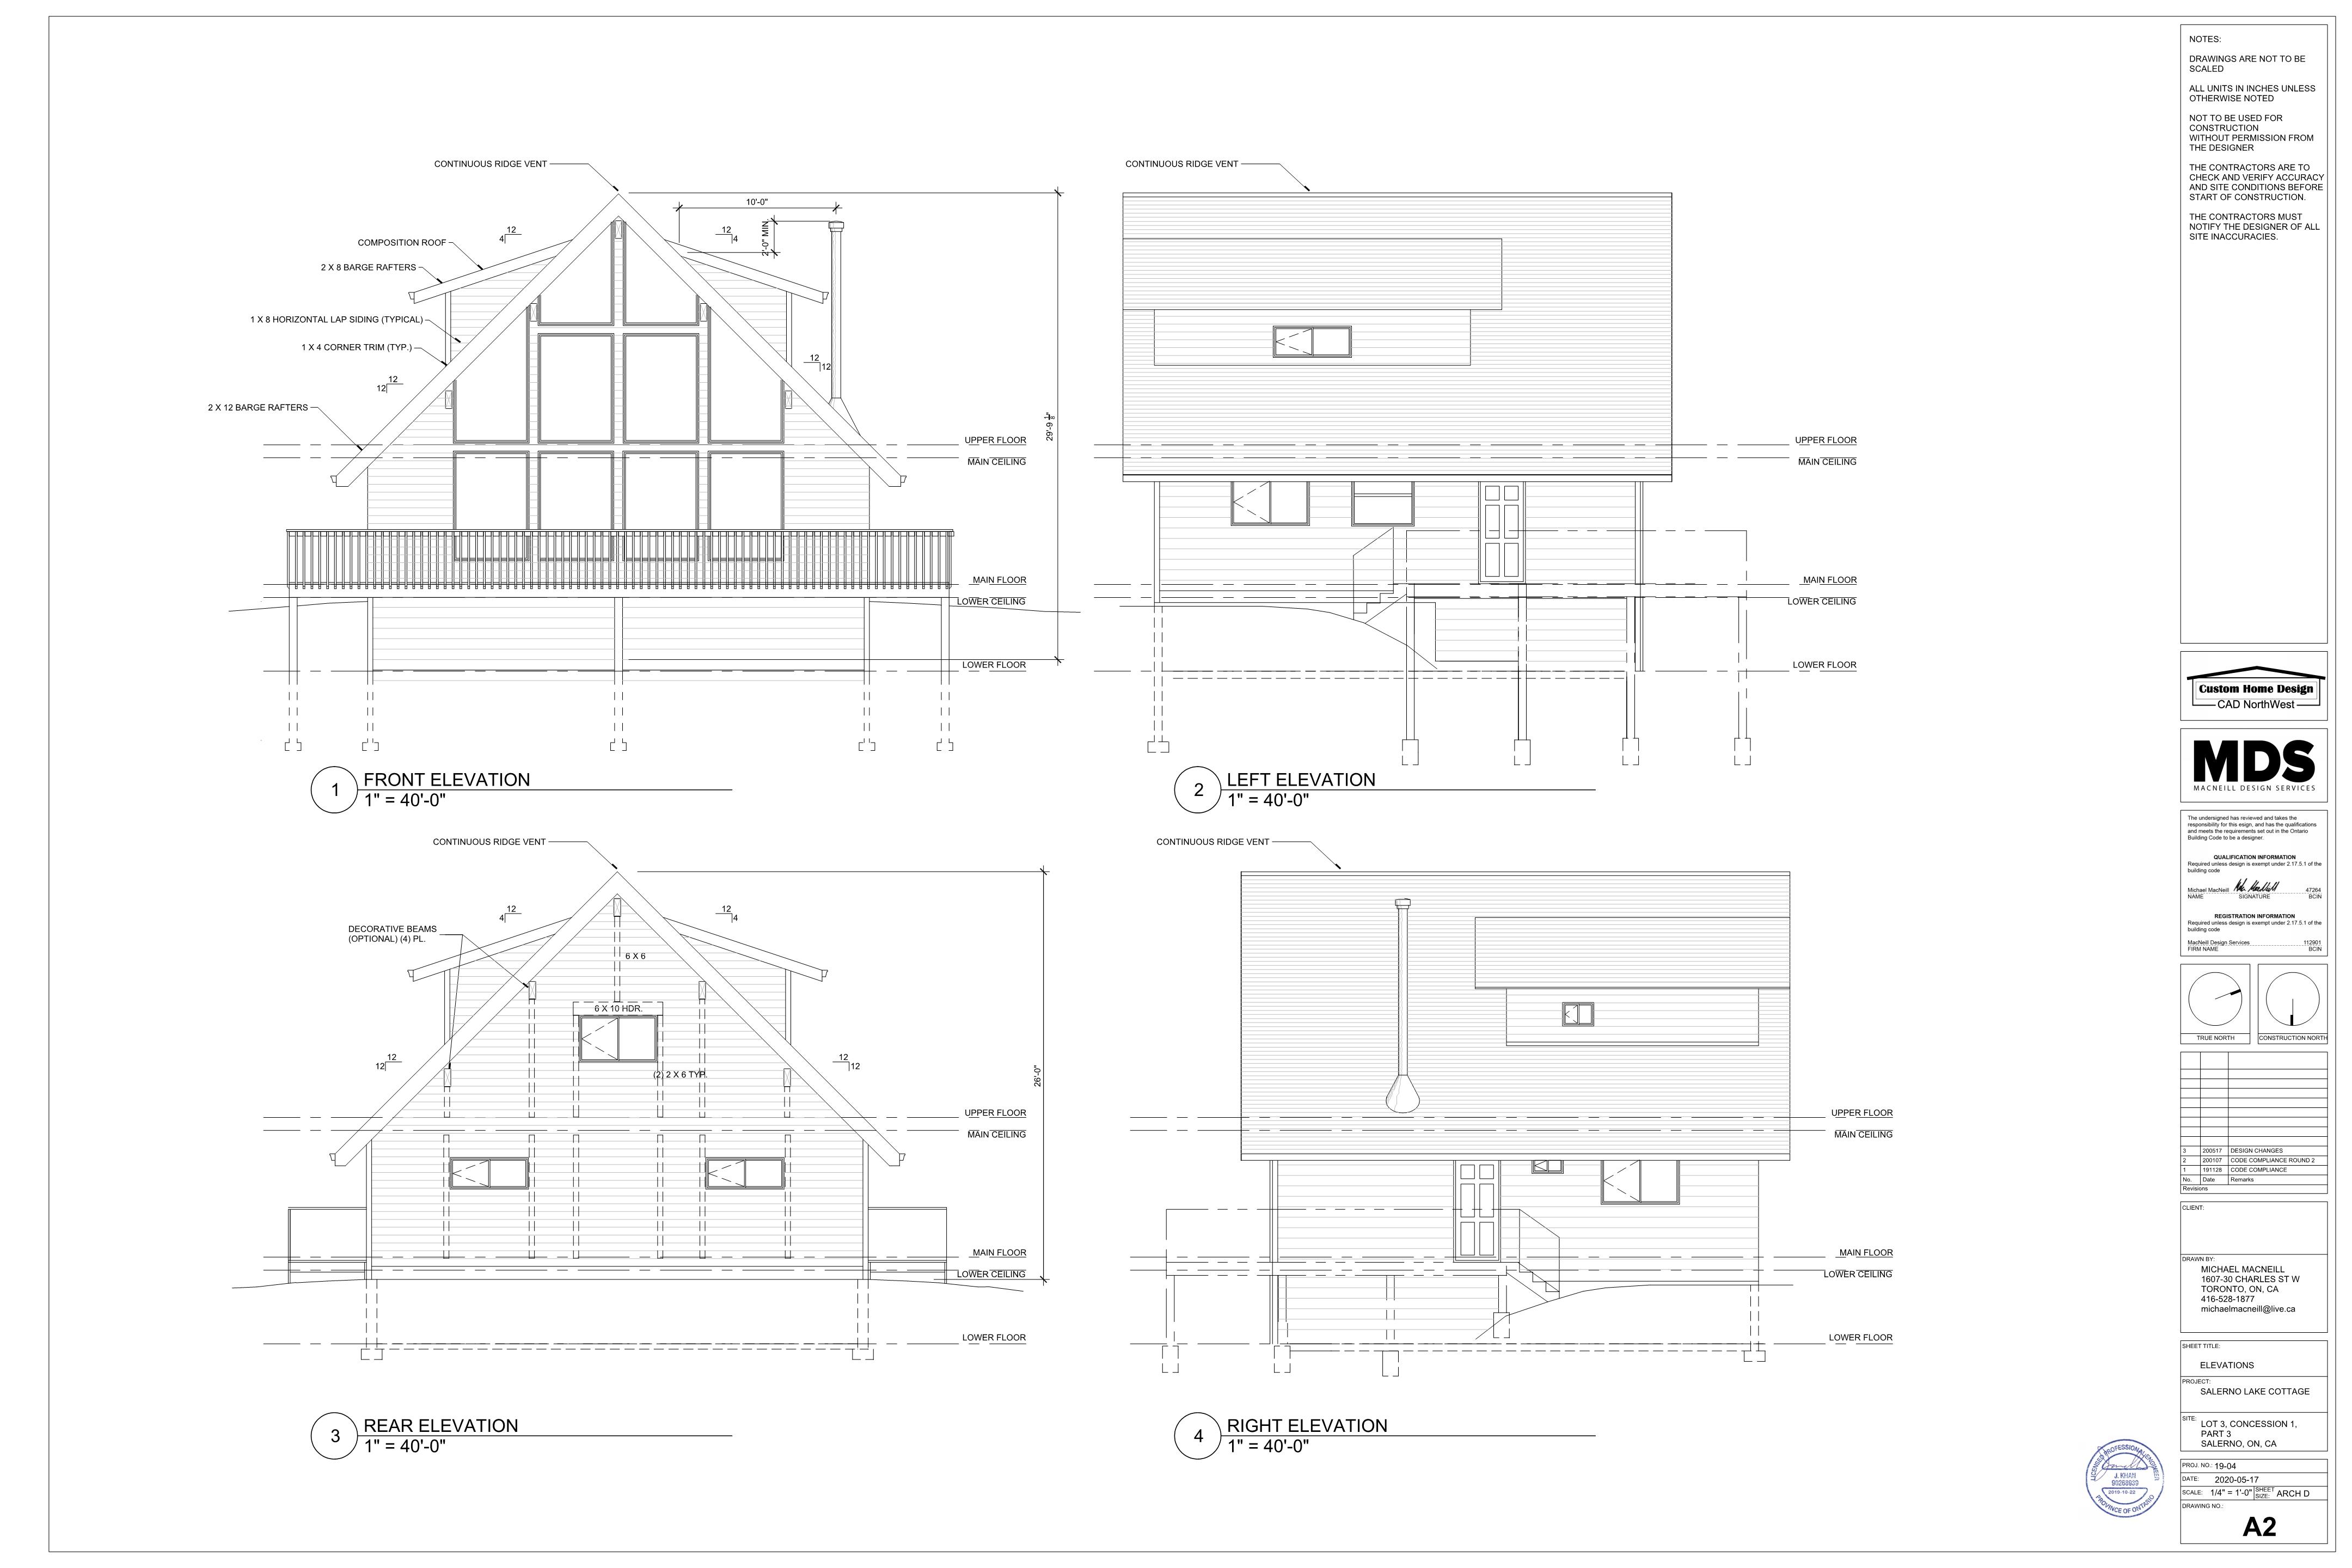 CONTINUOUS RIDGE VENT
10'-0"
2'-0" MIN.
12
4
12
4
COMPOSITION ROOF
2 X 8 BARGE RAFTERS
1 X 8 HORIZONTAL LAP SIDING (TYPICAL)
1 X 4 CORNER TRIM (TYP.)
12
12
12
12
2 X 12 BARGE RAFTERS
29'-9 1/8"
UPPER FLOOR
MAIN CEILING
MAIN FLOOR
LOWER CEILING
LOWER FLOOR
1
FRONT ELEVATION
1" = 40'-0"
CONTINUOUS RIDGE VENT
UPPER FLOOR
MAIN CEILING
MAIN FLOOR
LOWER CEILING
LOWER FLOOR
2
LEFT ELEVATION
1" = 40'-0"
CONTINUOUS RIDGE VENT
12
4
12
4
DECORATIVE BEAMS
(OPTIONAL) (4) PL.
6 X 6
6 X 10 HDR.
(2) 2 X 6 TYP.
12
12
12
12
26'-0"
UPPER FLOOR
MAIN CEILING
MAIN FLOOR
LOWER CEILING
LOWER FLOOR
3
REAR ELEVATION
1" = 40'-0"
CONTINUOUS RIDGE VENT
UPPER FLOOR
MAIN CEILING
MAIN FLOOR
LOWER CEILING
LOWER FLOOR
4
RIGHT ELEVATION
1" = 40'-0"
LICENSED PROFESSIONAL ENGINEER
J. KHAN
2019-10-22
PROVINCE OF ONTARIO
NOTES:
DRAWINGS ARE NOT TO BE
SCALED
ALL UNITS IN INCHES UNLESS
OTHERWISE NOTED
NOT TO BE USED FOR
CONSTRUCTION
WITHOUT PERMISSION FROM
THE DESIGNER
THE CONTRACTORS ARE TO
CHECK AND VERIFY ACCURACY
AND SITE CONDITIONS BEFORE
START OF CONSTRUCTION.
THE CONTRACTORS MUST
NOTIFY THE DESIGNER OF ALL
SITE INACCURACIES.
Custom Home Design
CAD NorthWest
MDS
MACNEILL DESIGN SERVICES
The undersigned has reviewed and takes the
responsibility for this esign, and has the qualifications
and meets the requirements set out in the Ontario
Building Code to be a designer.
QUALIFICATION INFORMATION
Required unless design is exempt under 2.17.5.1 of the
building code
Michael MacNeill 47264
NAME SIGNATURE BCIN
REGISTRATION INFORMATION
Required unless design is exempt under 2.17.5.1 of the
building code
MacNeill Design Services 112901
FIRM NAME BCIN
TRUE NORTH
CONSTRUCTION NORTH
3 200517 DESIGN CHANGES
2 200107 CODE COMPLIANCE ROUND 2
1 191128 CODE COMPLIANCE
No. Date Remarks
Revisions
CLIENT:
DRAWN BY:
MICHAEL MACNEILL
1607-30 CHARLES ST W
TORONTO, ON, CA
416-528-1877
michaelmacneill@live.ca
SHEET TITLE:
ELEVATIONS
PROJECT:
SALERNO LAKE COTTAGE
SITE:
LOT 3, CONCESSION 1,
PART 3
SALERNO, ON, CA
PROJ. NO.: 19-04
DATE: 2020-05-17
SCALE: 1/4" = 1'-0" SHEET SIZE: ARCH D
DRAWING NO.:
A2